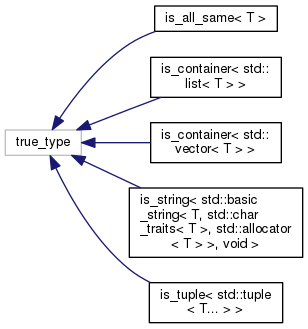 is_all_same< T >
is_container< std::
list< T > >
true_type
is_container< std::
vector< T > >
is_string< std::basic
_string< T, std::char
_traits< T >, std::allocator
< T > >, void >
is_tuple< std::tuple
< T... > >